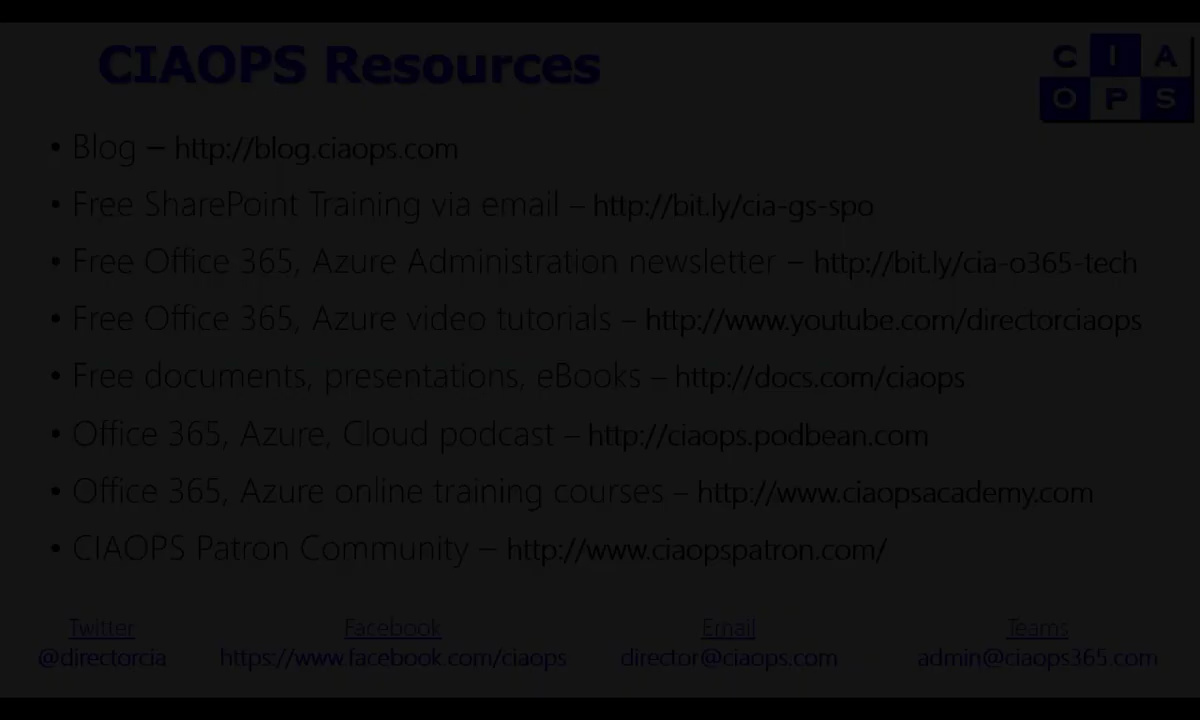 CIAOPS Resources
C I A
O P S
• Blog – http://blog.ciaops.com
• Free SharePoint Training via email – http://bit.ly/cia-gs-spo
• Free Office 365, Azure Administration newsletter – http://bit.ly/cia-o365-tech
• Free Office 365, Azure video tutorials – http://www.youtube.com/directorciaops
• Free documents, presentations, eBooks – http://docs.com/ciaops
• Office 365, Azure, Cloud podcast – http://ciaops.podbean.com
• Office 365, Azure online training courses – http://www.ciaopsacademy.com
• CIAOPS Patron Community – http://www.ciaopspatron.com/
Twitter Facebook Email Teams
@directorcia https://www.facebook.com/ciaops director@ciaops.com admin@ciaops365.com